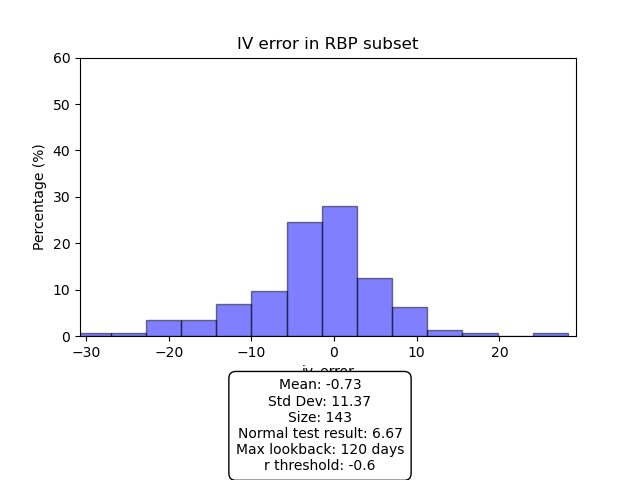 IV error in RBP subset
60
50
40
30
20
10
0
Percentage (%)
−30
−20
−10
0
10
20
iv_error
Mean: -0.73
Std Dev: 11.37
Size: 143
Normal test result: 6.67
Max lookback: 120 days
r threshold: -0.6